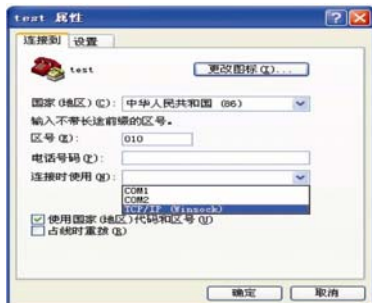 test 属性
连接到 设置
test 更改图标(I)...
国家(地区)(C): 中华人民共和国 (86)
输入不带长途前缀的区号。
区号(E): 010
电话号码(P):
连接时使用(N):
COM1
COM2
TCP/IP (Winsock)
使用国家(地区)代码和区号(U)
占线时重拨(R)
确定 取消